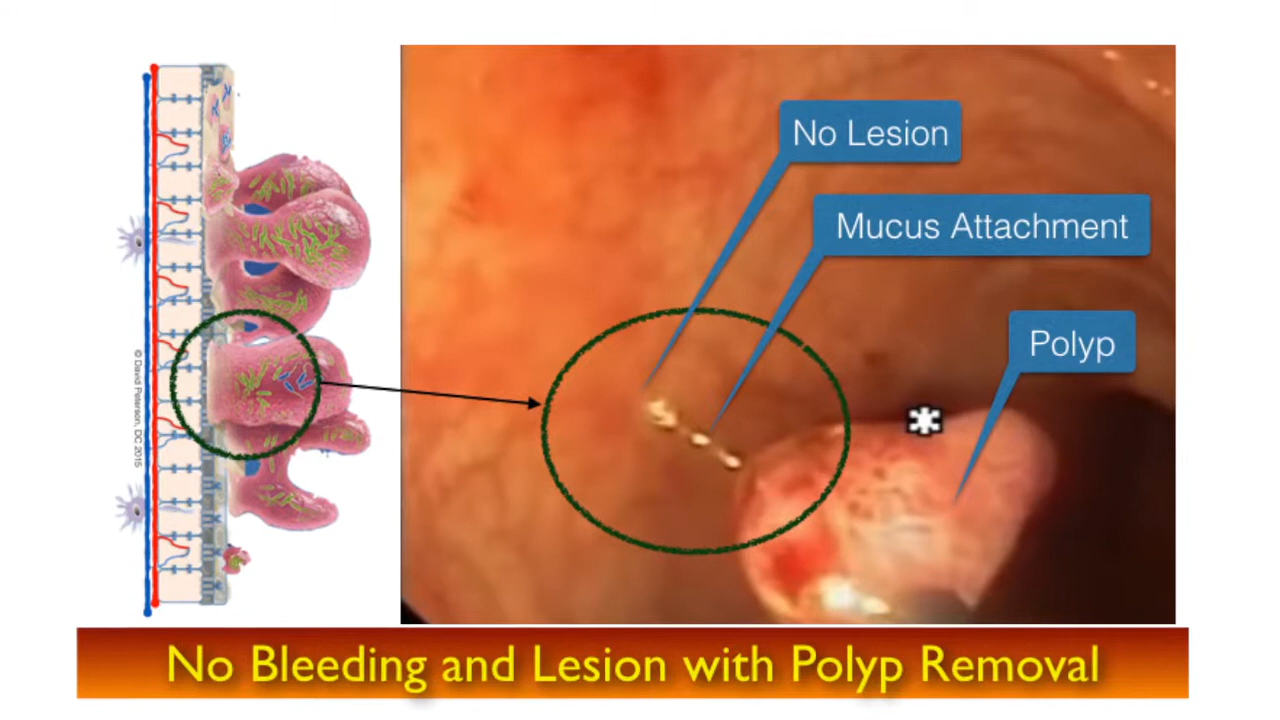 No Lesion
Mucus Attachment
Polyp
© David Peterson, DC 2015
No Bleeding and Lesion with Polyp Removal